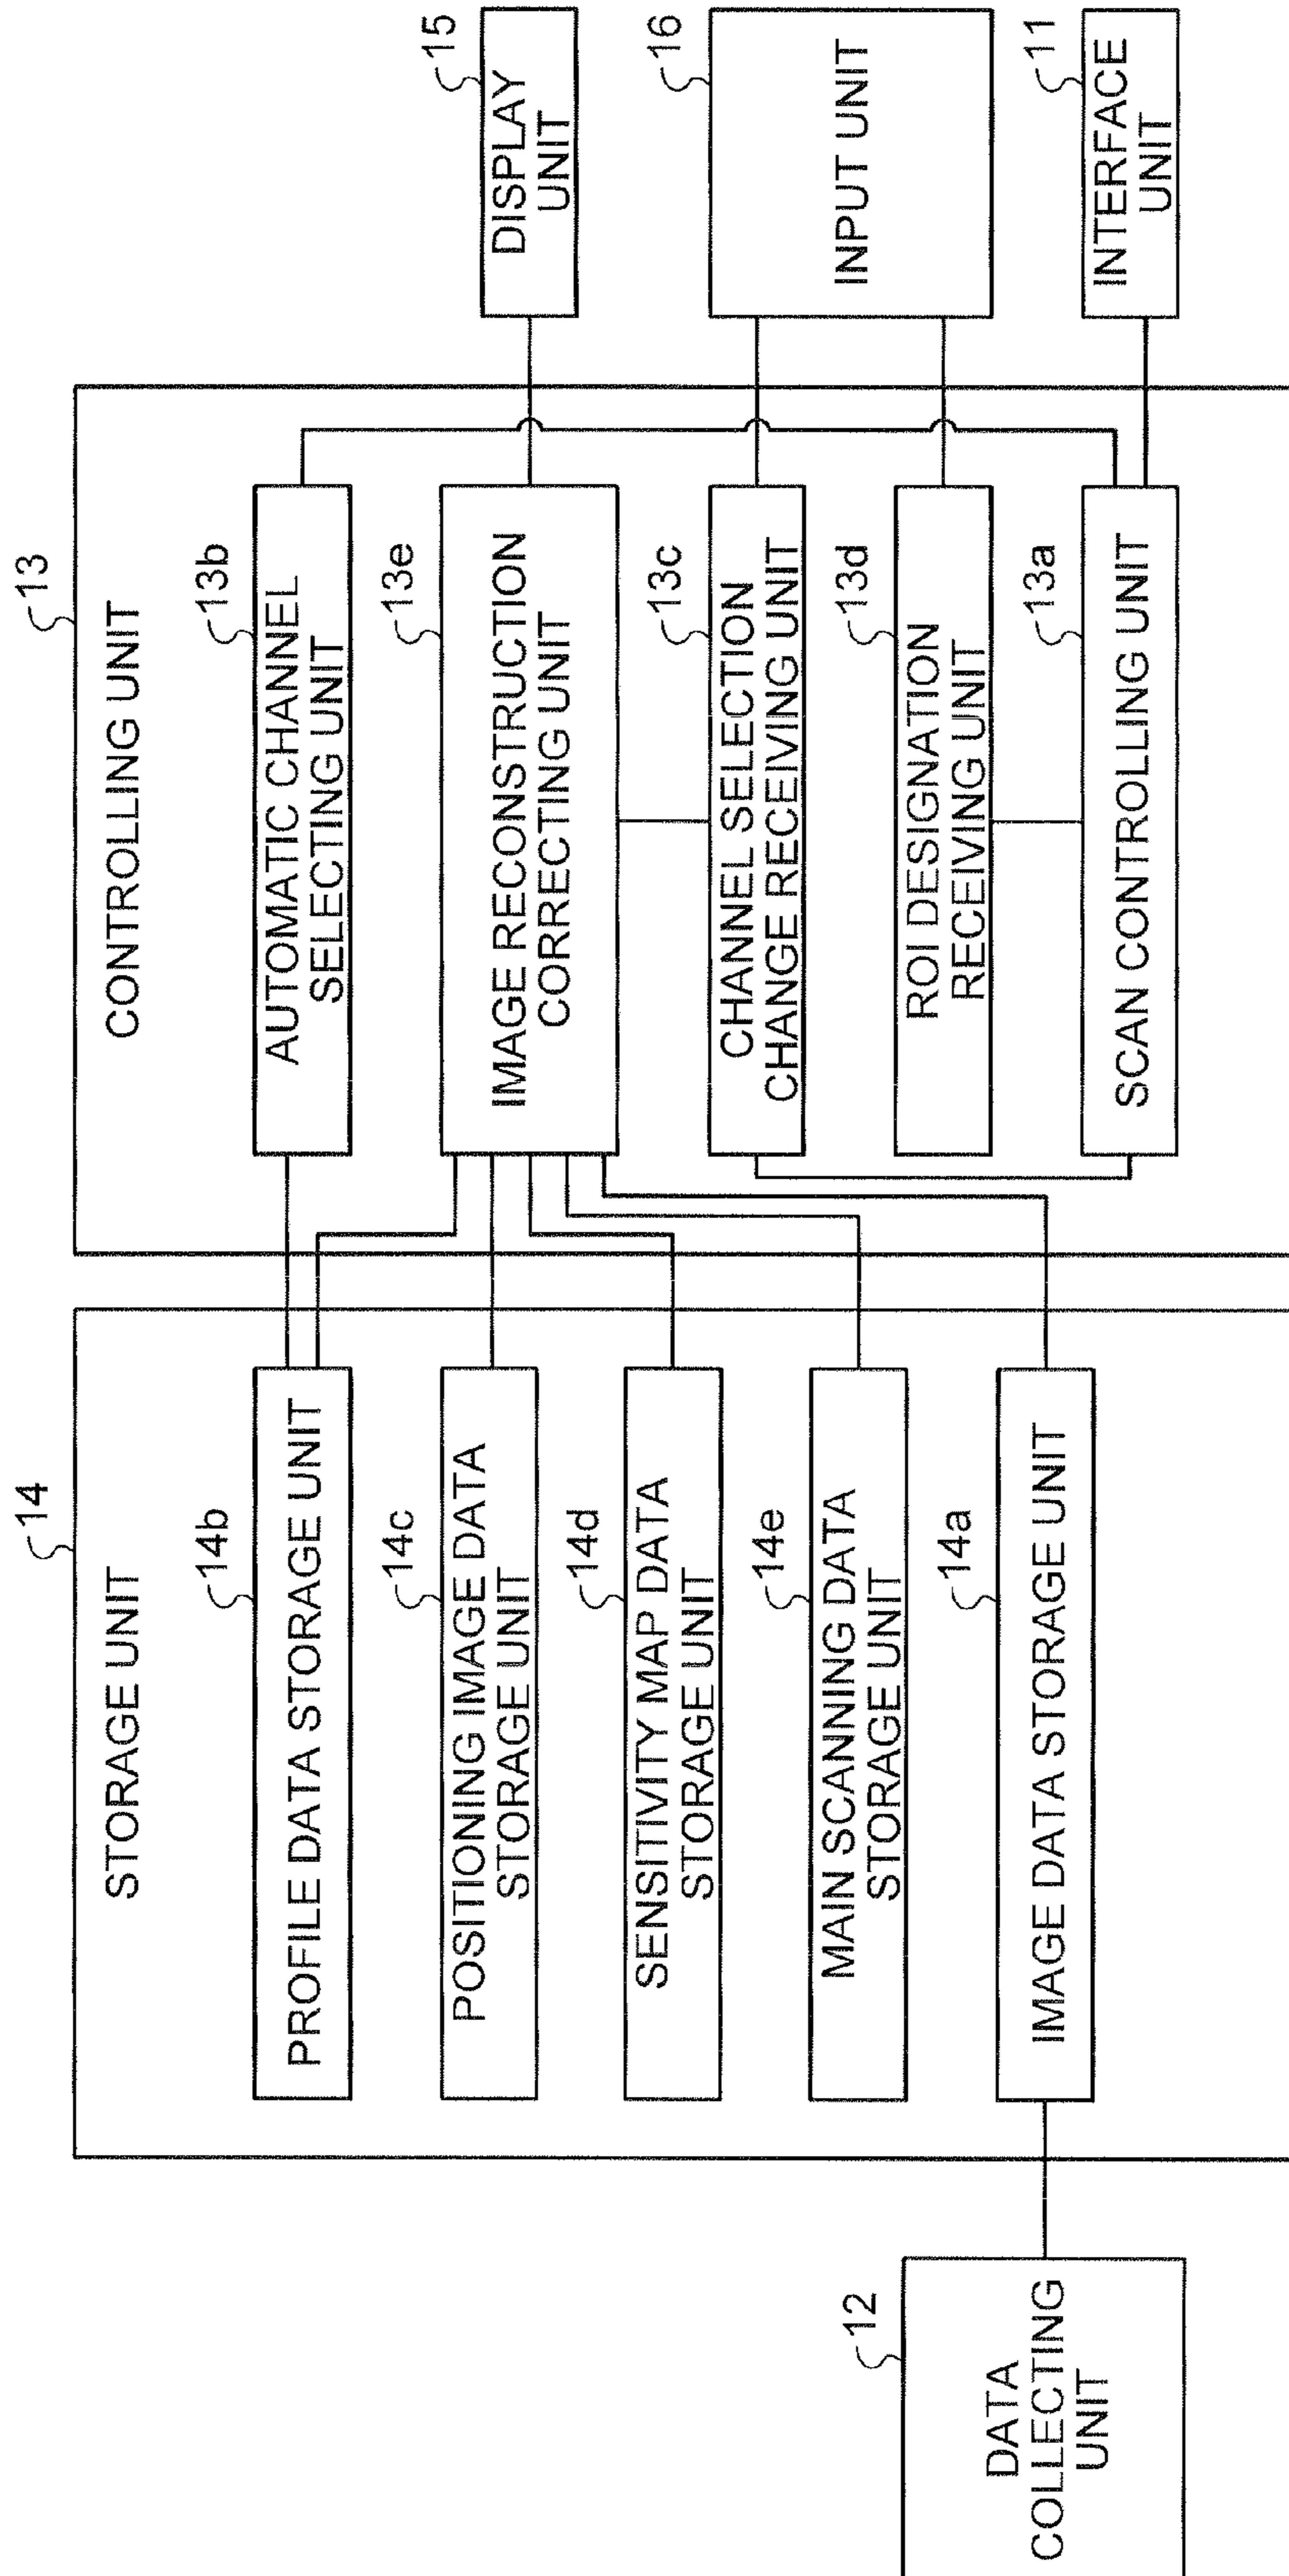 14
STORAGE UNIT
14b
PROFILE DATA STORAGE UNIT
14c
POSITIONING IMAGE DATA
STORAGE UNIT
14d
SENSITIVITY MAP DATA
STORAGE UNIT
14e
MAIN SCANNING DATA
STORAGE UNIT
14a
IMAGE DATA STORAGE UNIT
12
DATA
COLLECTING
UNIT
13
CONTROLLING UNIT
13b
AUTOMATIC CHANNEL
SELECTING UNIT
13e
IMAGE RECONSTRUCTION
CORRECTING UNIT
13c
CHANNEL SELECTION
CHANGE RECEIVING UNIT
13d
ROI DESIGNATION
RECEIVING UNIT
13a
SCAN CONTROLLING UNIT
15
DISPLAY
UNIT
16
INPUT UNIT
11
INTERFACE
UNIT